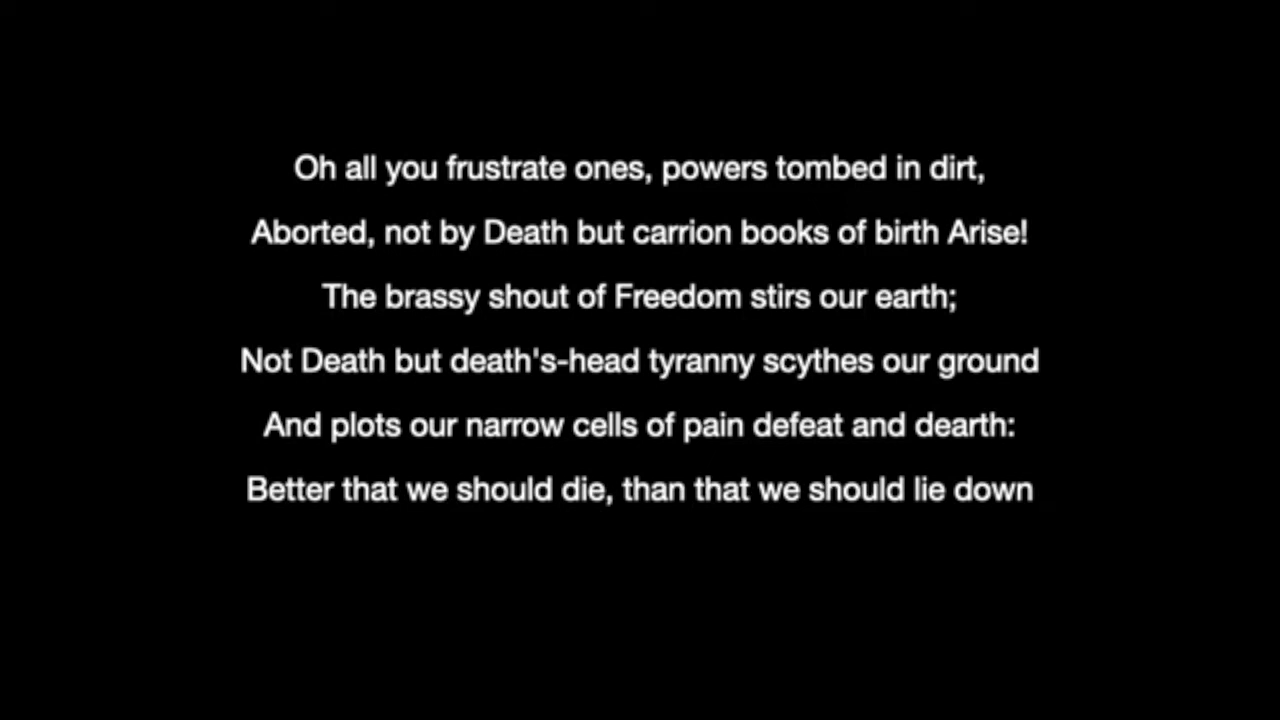 Oh all you frustrate ones, powers tombed in dirt,
Aborted, not by Death but carrion books of birth Arise!
The brassy shout of Freedom stirs our earth;
Not Death but death's-head tyranny scythes our ground
And plots our narrow cells of pain defeat and dearth:
Better that we should die, than that we should lie down